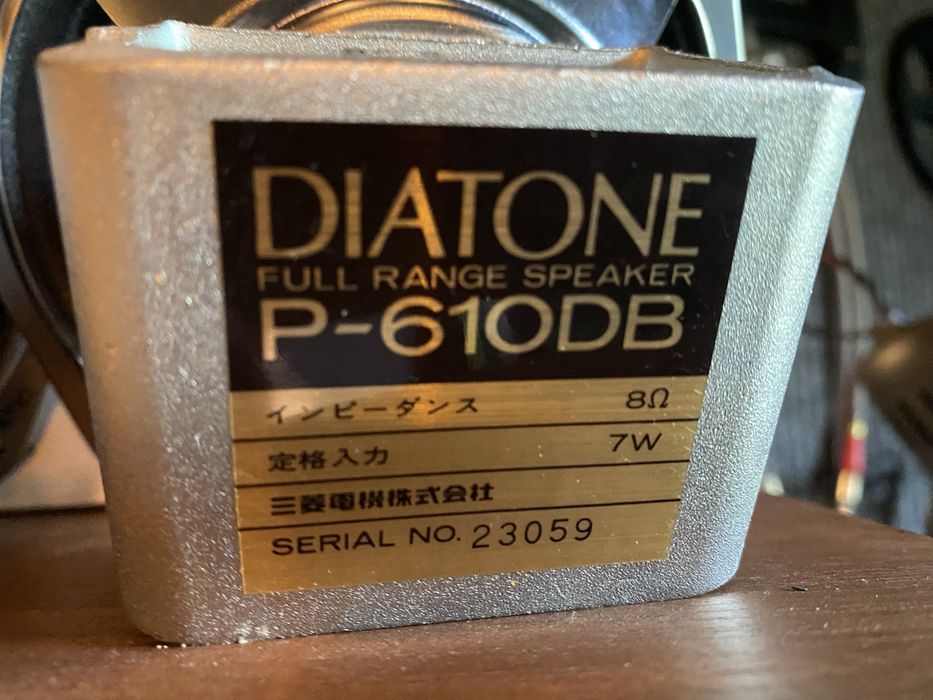 DIATONE
FULL RANGE SPEAKER
P-610DB
インピーダンス 8Ω
定格入力 7W
三菱電機株式会社
SERIAL NO. 23059